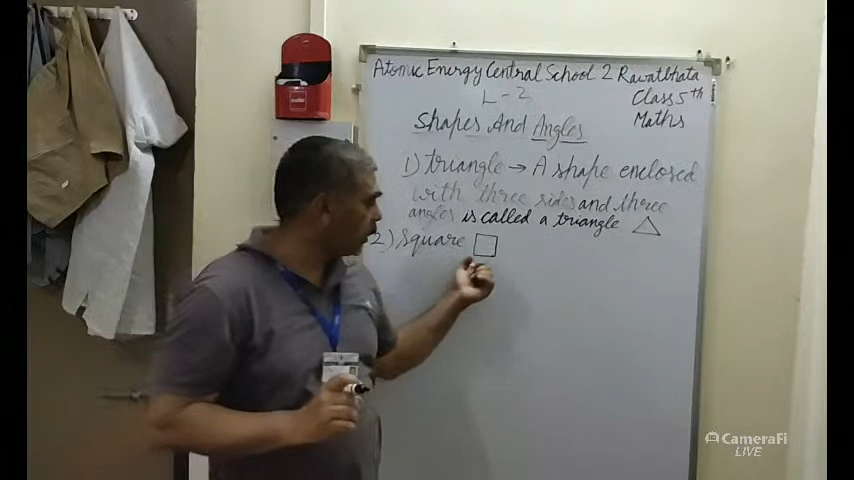 Atomic Energy Central School 2 Rawatbhata
L-2
Class 5th
Maths
Shapes And Angles
1) triangle → A shape enclosed
with three sides and three
angles is called a triangle
2) square
CameraFi
LIVE